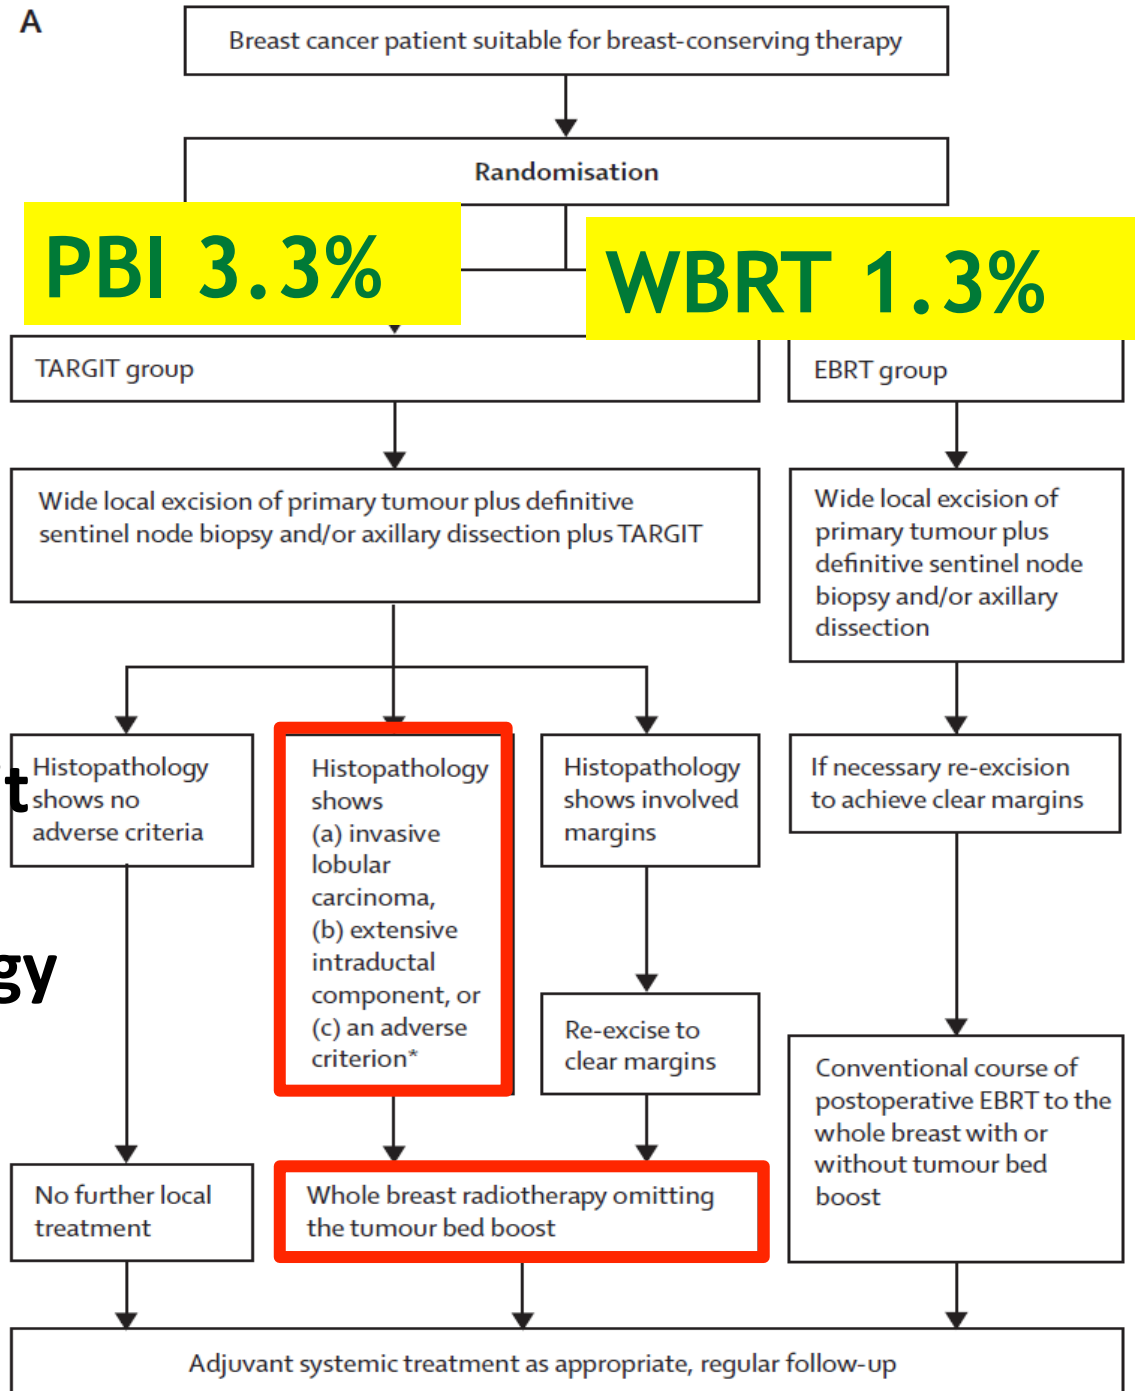 A
Breast cancer patient suitable for breast-conserving therapy
Randomisation
PBI 3.3%
WBRT 1.3%
TARGIT group
EBRT group
Wide local excision of primary tumour plus definitive
sentinel node biopsy and/or axillary dissection plus TARGIT
Wide local excision of
primary tumour plus
definitive sentinel node
biopsy and/or axillary
dissection
t
Histopathology
shows no
adverse criteria
Histopathology
shows
(a) invasive
lobular
carcinoma,
(b) extensive
intraductal
component, or
(c) an adverse
criterion*
Histopathology
shows involved
margins
If necessary re-excision
to achieve clear margins
gy
Re-excise to
clear margins
Conventional course of
postoperative EBRT to the
whole breast with or
without tumour bed
boost
No further local
treatment
Whole breast radiotherapy omitting
the tumour bed boost
Adjuvant systemic treatment as appropriate, regular follow-up